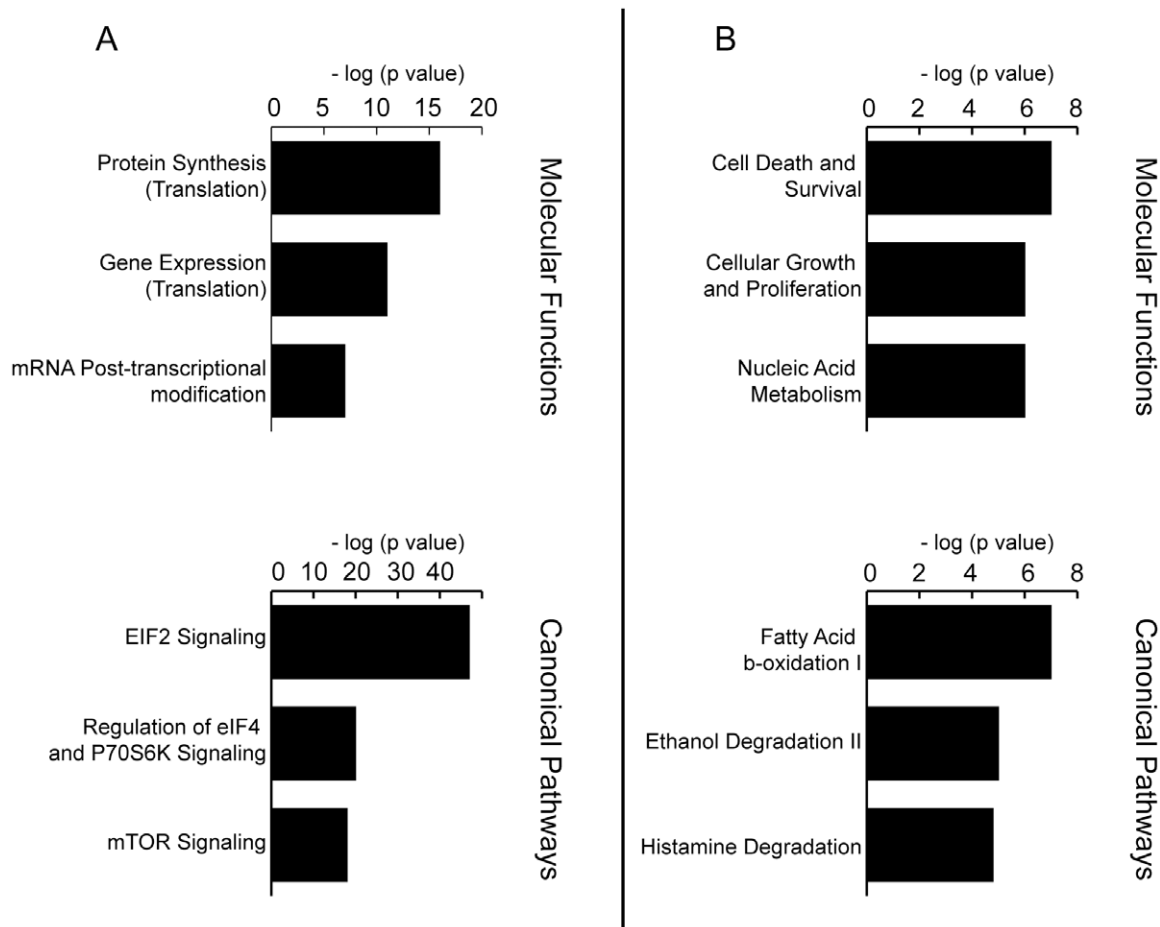 A
- log (p value)
0 5 10 15 20
Protein Synthesis
(Translation)
Gene Expression
(Translation)
mRNA Post-transcriptional
modification
Molecular Functions
- log (p value)
0 10 20 30 40
EIF2 Signaling
Regulation of eIF4
and P70S6K Signaling
mTOR Signaling
Canonical Pathways
B
- log (p value)
0 2 4 6 8
Cell Death and
Survival
Cellular Growth
and Proliferation
Nucleic Acid
Metabolism
Molecular Functions
- log (p value)
0 2 4 6 8
Fatty Acid
b-oxidation I
Ethanol Degradation II
Histamine Degradation
Canonical Pathways